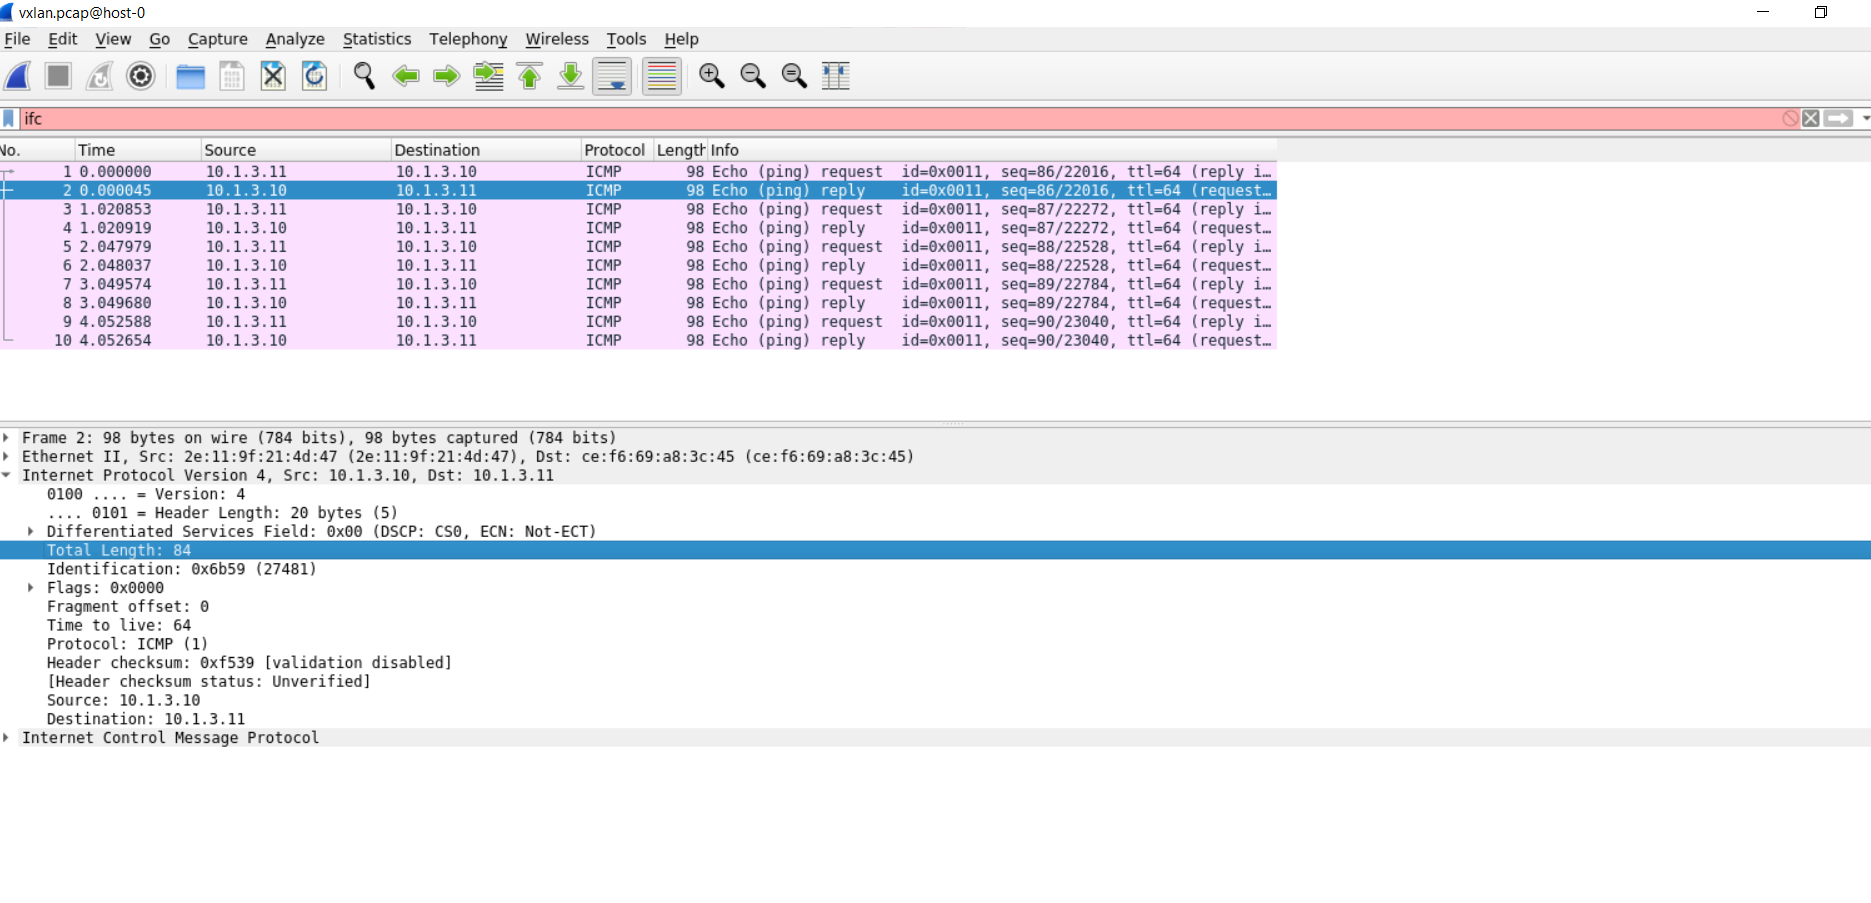 vxlan.pcap@host-0
File Edit View Go Capture Analyze Statistics Telephony Wireless Tools Help
ifc
No. Time Source Destination Protocol Length Info
1 0.000000 10.1.3.11 10.1.3.10 ICMP 98 Echo (ping) request id=0x0011, seq=86/22016, ttl=64 (reply i…
2 0.000045 10.1.3.10 10.1.3.11 ICMP 98 Echo (ping) reply id=0x0011, seq=86/22016, ttl=64 (request…
3 1.020853 10.1.3.11 10.1.3.10 ICMP 98 Echo (ping) request id=0x0011, seq=87/22272, ttl=64 (reply i…
4 1.020919 10.1.3.10 10.1.3.11 ICMP 98 Echo (ping) reply id=0x0011, seq=87/22272, ttl=64 (request…
5 2.047979 10.1.3.11 10.1.3.10 ICMP 98 Echo (ping) request id=0x0011, seq=88/22528, ttl=64 (reply i…
6 2.048037 10.1.3.10 10.1.3.11 ICMP 98 Echo (ping) reply id=0x0011, seq=88/22528, ttl=64 (request…
7 3.049574 10.1.3.11 10.1.3.10 ICMP 98 Echo (ping) request id=0x0011, seq=89/22784, ttl=64 (reply i…
8 3.049680 10.1.3.10 10.1.3.11 ICMP 98 Echo (ping) reply id=0x0011, seq=89/22784, ttl=64 (request…
9 4.052588 10.1.3.11 10.1.3.10 ICMP 98 Echo (ping) request id=0x0011, seq=90/23040, ttl=64 (reply i…
10 4.052654 10.1.3.10 10.1.3.11 ICMP 98 Echo (ping) reply id=0x0011, seq=90/23040, ttl=64 (request…
Frame 2: 98 bytes on wire (784 bits), 98 bytes captured (784 bits)
Ethernet II, Src: 2e:11:9f:21:4d:47 (2e:11:9f:21:4d:47), Dst: ce:f6:69:a8:3c:45 (ce:f6:69:a8:3c:45)
Internet Protocol Version 4, Src: 10.1.3.10, Dst: 10.1.3.11
0100 .... = Version: 4
.... 0101 = Header Length: 20 bytes (5)
Differentiated Services Field: 0x00 (DSCP: CS0, ECN: Not-ECT)
Total Length: 84
Identification: 0x6b59 (27481)
Flags: 0x0000
Fragment offset: 0
Time to live: 64
Protocol: ICMP (1)
Header checksum: 0xf539 [validation disabled]
[Header checksum status: Unverified]
Source: 10.1.3.10
Destination: 10.1.3.11
Internet Control Message Protocol